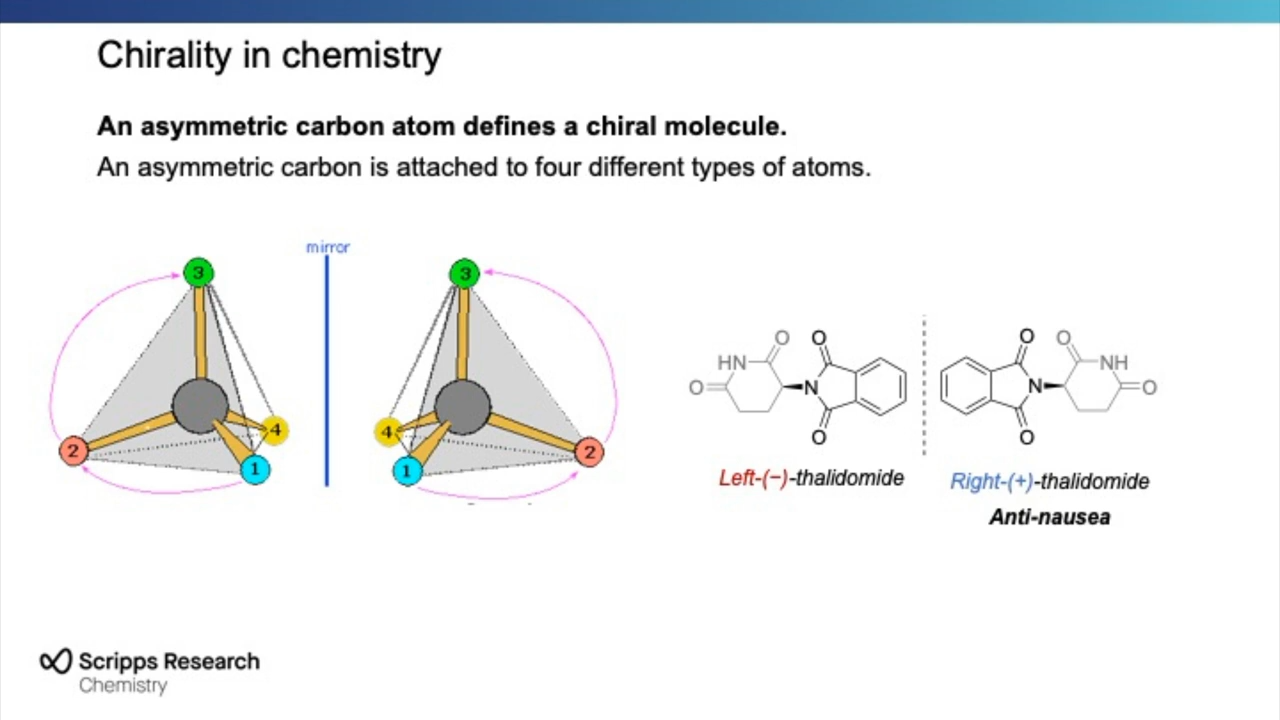 Chirality in chemistry
An asymmetric carbon atom defines a chiral molecule.
An asymmetric carbon is attached to four different types of atoms.
mirror
3
2
4
1
3
4
1
2
O
O
HN
O
N
O
O
O
HN
N
O
O
Left-(−)-thalidomide
Right-(+)-thalidomide
Anti-nausea
Scripps Research
Chemistry